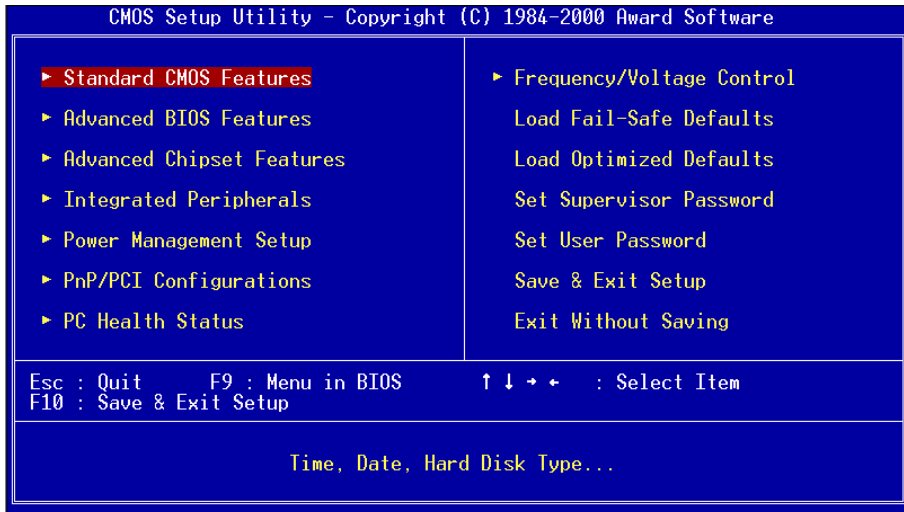 CMOS Setup Utility - Copyright (C) 1984-2000 Award Software
► Standard CMOS Features
► Advanced BIOS Features
► Advanced Chipset Features
► Integrated Peripherals
► Power Management Setup
► PnP/PCI Configurations
► PC Health Status
► Frequency/Voltage Control
Load Fail-Safe Defaults
Load Optimized Defaults
Set Supervisor Password
Set User Password
Save & Exit Setup
Exit Without Saving
Esc : Quit F9 : Menu in BIOS ↑ ↓ → ← : Select Item
F10 : Save & Exit Setup
Time, Date, Hard Disk Type...